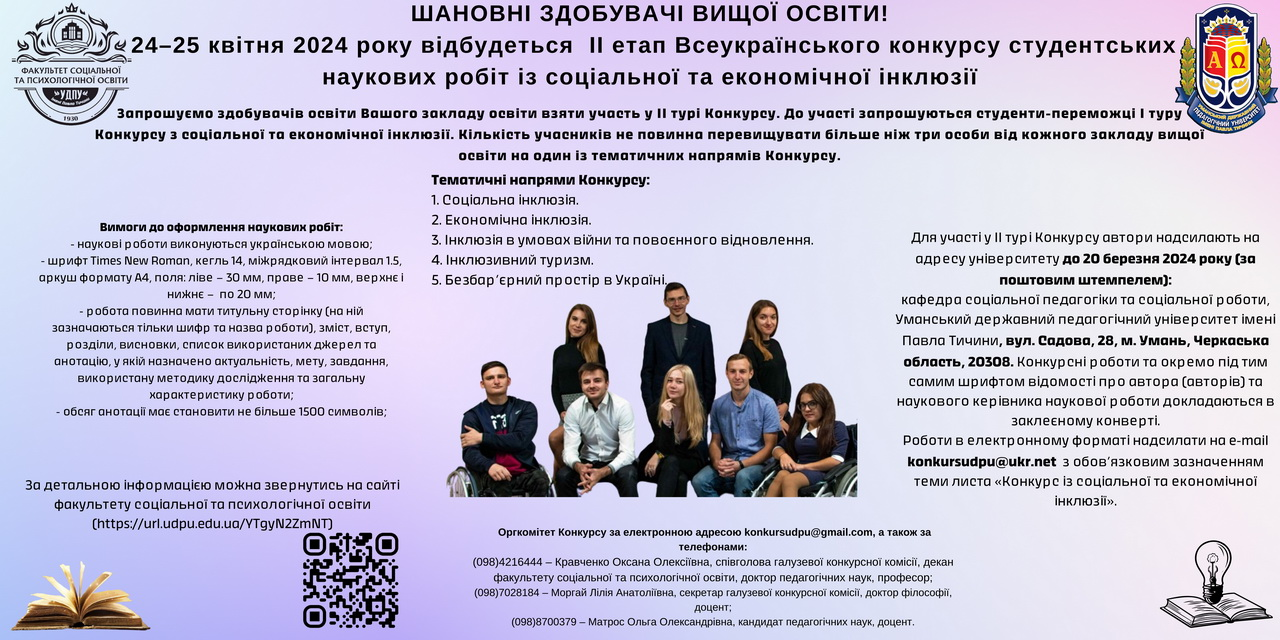 ШАНОВНІ ЗДОБУВАЧІ ВИЩОЇ ОСВІТИ!
24–25 квітня 2024 року відбудеться ІІ етап Всеукраїнського конкурсу студентських
наукових робіт із соціальної та економічної інклюзії
ФАКУЛЬТЕТ СОЦІАЛЬНОЇ
ТА ПСИХОЛОГІЧНОЇ ОСВІТИ
УДПУ
1930
Α Ω
Запрошуємо здобувачів освіти Вашого закладу освіти взяти участь у ІІ турі Конкурсу. До участі запрошуються студенти-переможці І туру
Конкурсу з соціальної та економічної інклюзії. Кількість учасників не повинна перевищувати більше ніж три особи від кожного закладу вищої
освіти на один із тематичних напрямів Конкурсу.
Тематичні напрями Конкурсу:
1. Соціальна інклюзія.
2. Економічна інклюзія.
3. Інклюзія в умовах війни та повоєнного відновлення.
4. Інклюзивний туризм.
5. Безбар’єрний простір в Україні.
Вимоги до оформлення наукових робіт:
- наукові роботи виконуються українською мовою;
- шрифт Times New Roman, кегль 14, міжрядковий інтервал 1.5,
аркуш формату А4, поля: ліве – 30 мм, праве – 10 мм, верхнє і
нижнє – по 20 мм;
- робота повинна мати титульну сторінку (на ній
зазначаються тільки шифр та назва роботи), зміст, вступ,
розділи, висновки, список використаних джерел та
анотацію, у якій назначено актуальність, мету, завдання,
використану методику дослідження та загальну
характеристику роботи;
- обсяг анотації має становити не більше 1500 символів;
За детальною інформацією можна звернутись на сайті
факультету соціальної та психологічної освіти
(https://url.udpu.edu.ua/YTgyN2ZmNT)
Для участі у ІІ турі Конкурсу автори надсилають на
адресу університету до 20 березня 2024 року (за
поштовим штемпелем):
кафедра соціальної педагогіки та соціальної роботи,
Уманський державний педагогічний університет імені
Павла Тичини, вул. Садова, 28, м. Умань, Черкаська
область, 20308. Конкурсні роботи та окремо під тим
самим шрифтом відомості про автора (авторів) та
наукового керівника наукової роботи докладаються в
заклеєному конверті.
Роботи в електронному форматі надсилати на e-mail
konkursudpu@ukr.net з обов’язковим зазначенням
теми листа «Конкурс із соціальної та економічної
інклюзії».
Оргкомітет Конкурсу за електронною адресою konkursudpu@gmail.com, а також за
телефонами:
(098)4216444 – Кравченко Оксана Олексіївна, співголова галузевої конкурсної комісії, декан
факультету соціальної та психологічної освіти, доктор педагогічних наук, професор;
(098)7028184 – Моргай Лілія Анатоліївна, секретар галузевої конкурсної комісії, доктор філософії,
доцент;
(098)8700379 – Матрос Ольга Олександрівна, кандидат педагогічних наук, доцент.